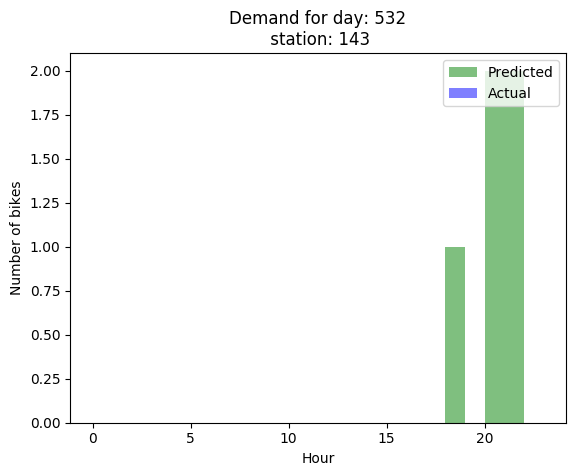 Demand for day: 532
station: 143
Predicted
Actual
2.00
1.75
1.50
1.25
1.00
0.75
0.50
0.25
0.00
Number of bikes
0 5 10 15 20
Hour